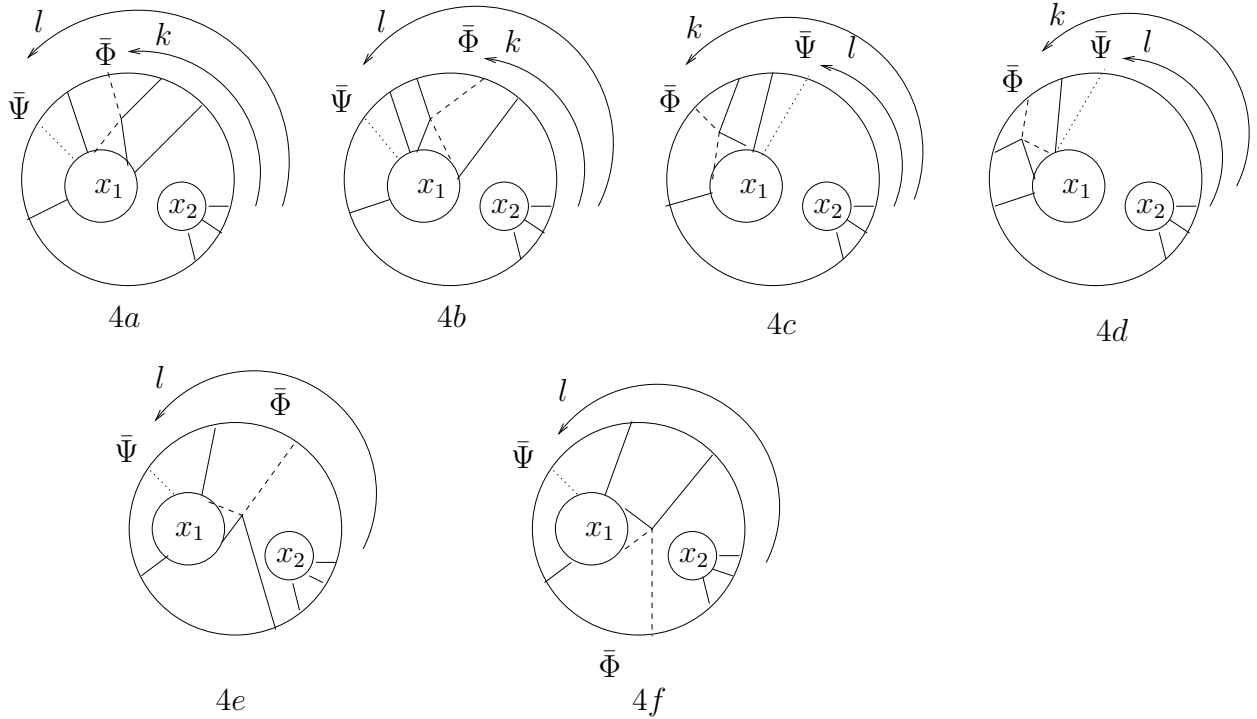 l Φ̄ k Ψ̄ x₁ x₂
l Φ̄ k Ψ̄ x₁ x₂
k Ψ̄ l Φ̄ x₁ x₂
k Ψ̄ l Φ̄ x₁ x₂
4a 4b 4c 4d
l Φ̄ Ψ̄ x₁ x₂
l Ψ̄ x₁ x₂ Φ̄
4e 4f